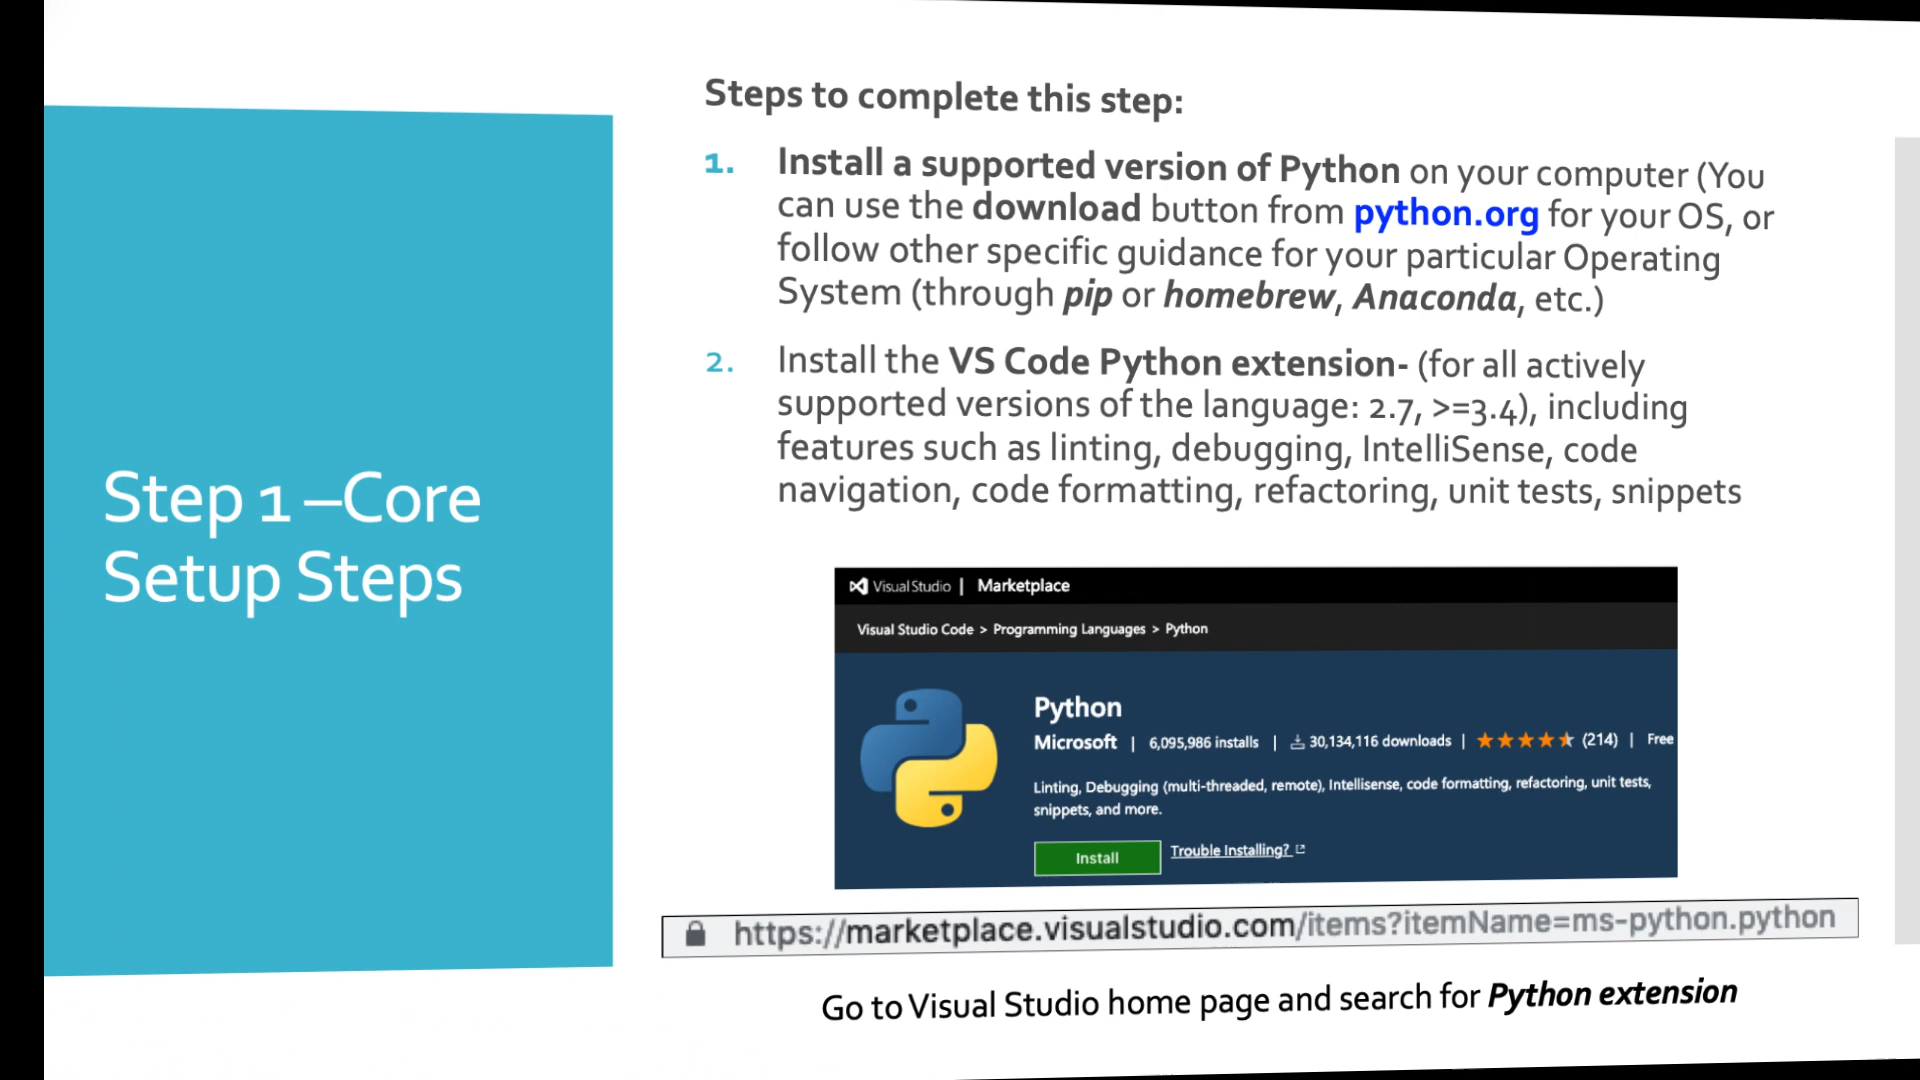 Step 1 –Core
Setup Steps
Steps to complete this step:
1. Install a supported version of Python on your computer (You
can use the download button from python.org for your OS, or
follow other specific guidance for your particular Operating
System (through pip or homebrew, Anaconda, etc.)
2. Install the VS Code Python extension- (for all actively
supported versions of the language: 2.7, >=3.4), including
features such as linting, debugging, IntelliSense, code
navigation, code formatting, refactoring, unit tests, snippets
Visual Studio | Marketplace
Visual Studio Code > Programming Languages > Python
Python
Microsoft | 6,095,986 installs | 30,134,116 downloads | (214) | Free
Linting, Debugging (multi-threaded, remote), Intellisense, code formatting, refactoring, unit tests,
snippets, and more.
Install Trouble Installing?
https://marketplace.visualstudio.com/items?itemName=ms-python.python
Go to Visual Studio home page and search for Python extension